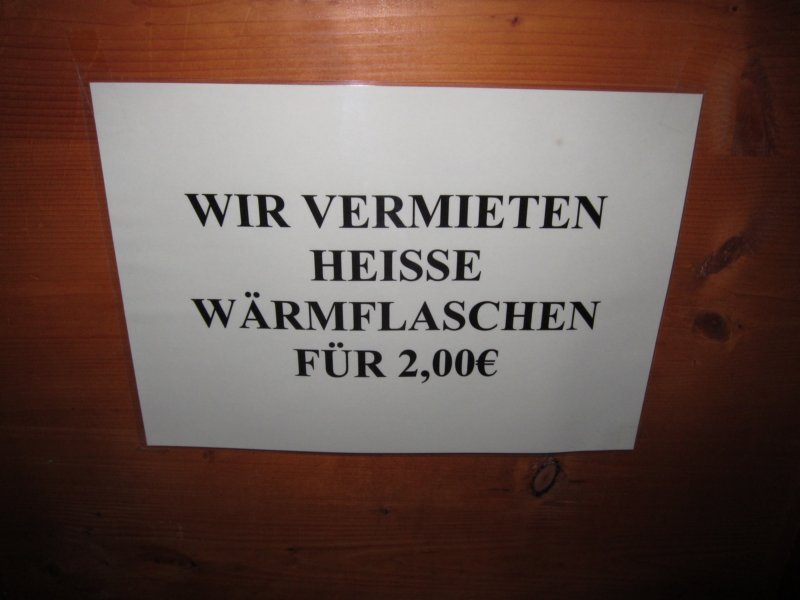 WIR VERMIETEN
HEISSE
WÄRMFLASCHEN
FÜR 2,00€